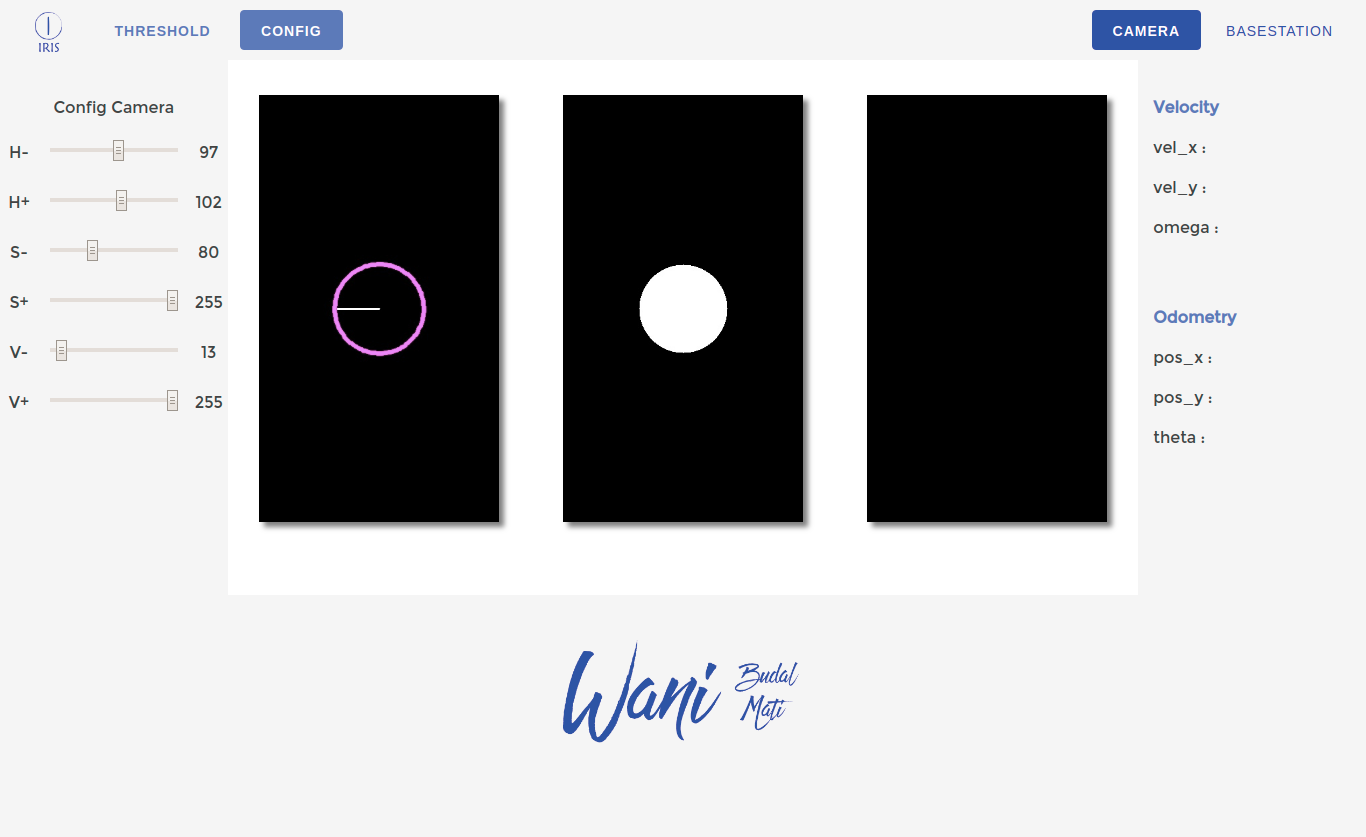 IRIS
THRESHOLD
CONFIG
CAMERA
BASESTATION
Config Camera
H- 97
H+ 102
S- 80
S+ 255
V- 13
V+ 255
Velocity
vel_x :
vel_y :
omega :
Odometry
pos_x :
pos_y :
theta :
Wani
Budal
Mati